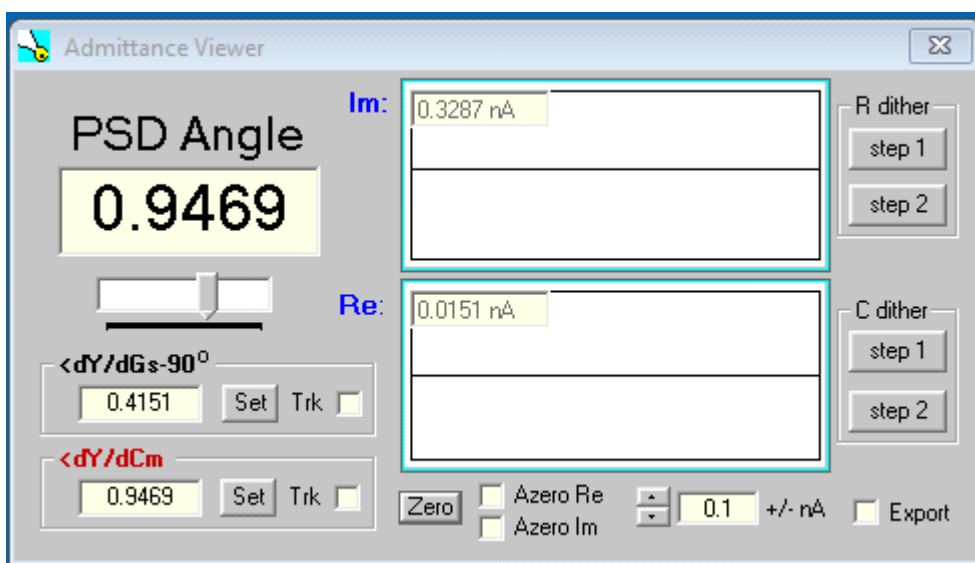 Admittance Viewer
PSD Angle
0.9469
Im:
0.3287 nA
R dither
step 1
step 2
Re:
0.0151 nA
C dither
step 1
step 2
<dY/dGs-90⁰
0.4151
Set
Trk
<dY/dCm
0.9469
Set
Trk
Zero
Azero Re
Azero Im
0.1
+/- nA
Export